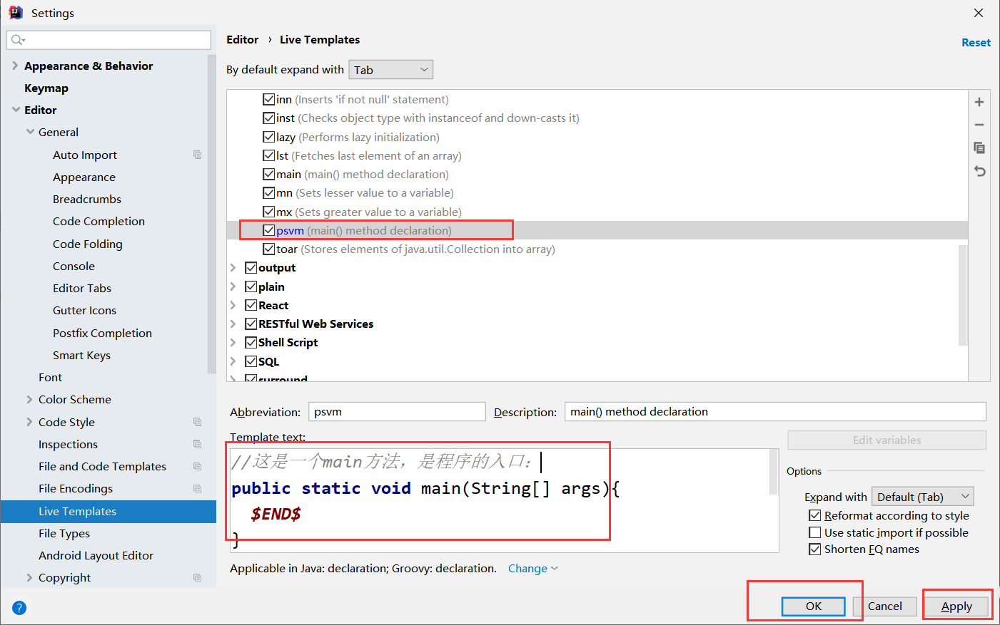 Settings
Editor › Live Templates
Reset
By default expand with Tab
Appearance & Behavior
Keymap
Editor
General
Auto Import
Appearance
Breadcrumbs
Code Completion
Code Folding
Console
Editor Tabs
Gutter Icons
Postfix Completion
Smart Keys
Font
Color Scheme
Code Style
Inspections
File and Code Templates
File Encodings
Live Templates
File Types
Android Layout Editor
Copyright
inn (Inserts 'if not null' statement)
inst (Checks object type with instanceof and down-casts it)
lazy (Performs lazy initialization)
lst (Fetches last element of an array)
main (main() method declaration)
mn (Sets lesser value to a variable)
mx (Sets greater value to a variable)
psvm (main() method declaration)
toar (Stores elements of java.util.Collection into array)
output
plain
React
RESTful Web Services
Shell Script
SQL
surround
Abbreviation: psvm Description: main() method declaration
Template text:
//这是一个main方法，是程序的入口：
public static void main(String[] args){
$END$
}
Edit variables
Options
Expand with Default (Tab)
Reformat according to style
Use static import if possible
Shorten FQ names
Applicable in Java: declaration; Groovy: declaration. Change
? OK Cancel Apply